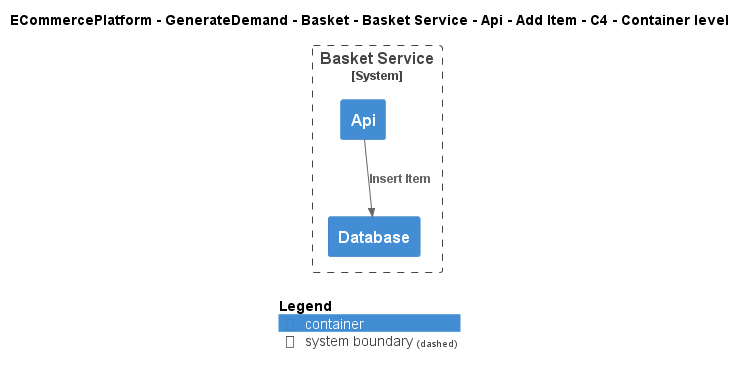 ECommercePlatform - GenerateDemand - Basket - Basket Service - Api - Add Item - C4 - Container level
Basket Service
[System]
Api
Insert Item
Database
Legend
container
system boundary (dashed)